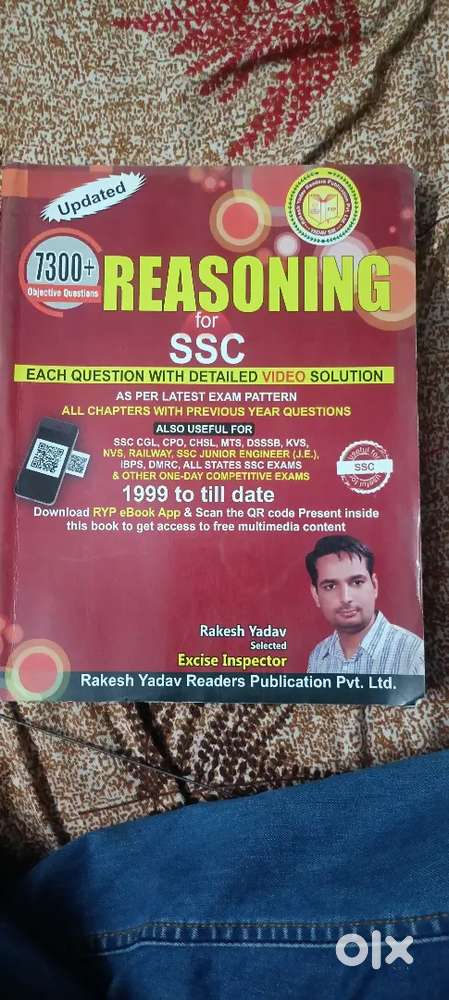 Updated
7300+
Objective Questions
REASONING
for
SSC
EACH QUESTION WITH DETAILED VIDEO SOLUTION
AS PER LATEST EXAM PATTERN
ALL CHAPTERS WITH PREVIOUS YEAR QUESTIONS
ALSO USEFUL FOR
SSC CGL, CPO, CHSL, MTS, DSSSB, KVS,
NVS, RAILWAY, SSC JUNIOR ENGINEER (J.E.),
IBPS, DMRC, ALL STATES SSC EXAMS
& OTHER ONE-DAY COMPETITIVE EXAMS
useful for
SSC
useful for
1999 to till date
Download RYP eBook App & Scan the QR code Present inside
this book to get access to free multimedia content
Rakesh Yadav
Selected
Excise Inspector
Rakesh Yadav Readers Publication Pvt. Ltd.
olx